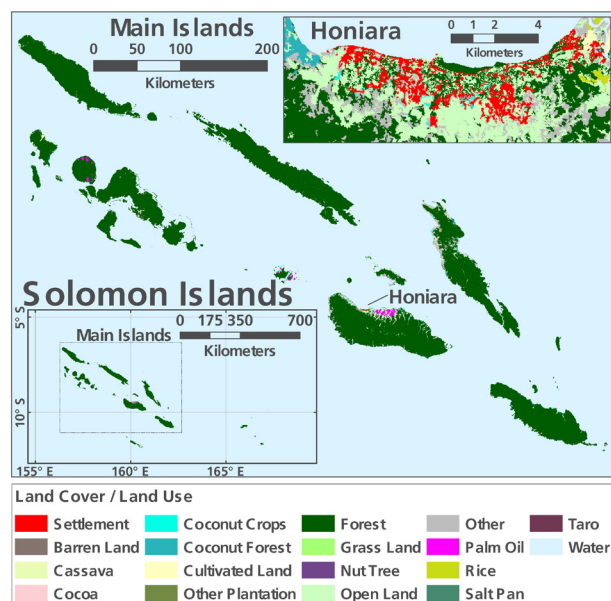 Main Islands
0 50 100 200
Kilometers
Honiara
0 1 2 4
Kilometers
Honiara
Solomon Islands
Main Islands
0 175 350 700
Kilometers
5° S
10° S
155° E 160° E 165° E
Land Cover / Land Use
Settlement Coconut Crops Forest Other Taro
Barren Land Coconut Forest Grass Land Palm Oil Water
Cassava Cultivated Land Nut Tree Rice
Cocoa Other Plantation Open Land Salt Pan